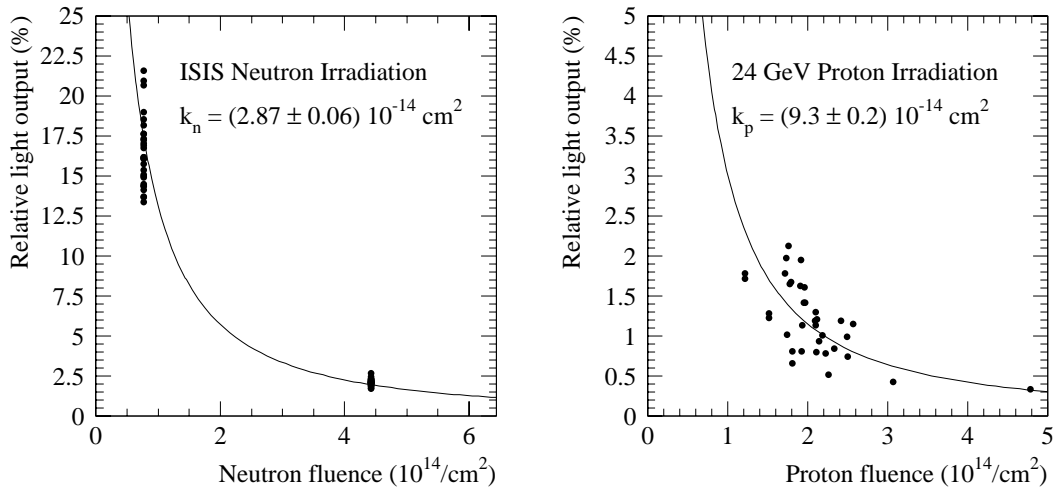 Relative light output (%)
25
22.5
20
17.5
15
12.5
10
7.5
5
2.5
0
ISIS Neutron Irradiation
k_n = (2.87 ± 0.06) 10^-14 cm^2
0 2 4 6
Neutron fluence (10^14/cm^2)
Relative light output (%)
5
4.5
4
3.5
3
2.5
2
1.5
1
0.5
0
24 GeV Proton Irradiation
k_p = (9.3 ± 0.2) 10^-14 cm^2
0 1 2 3 4 5
Proton fluence (10^14/cm^2)